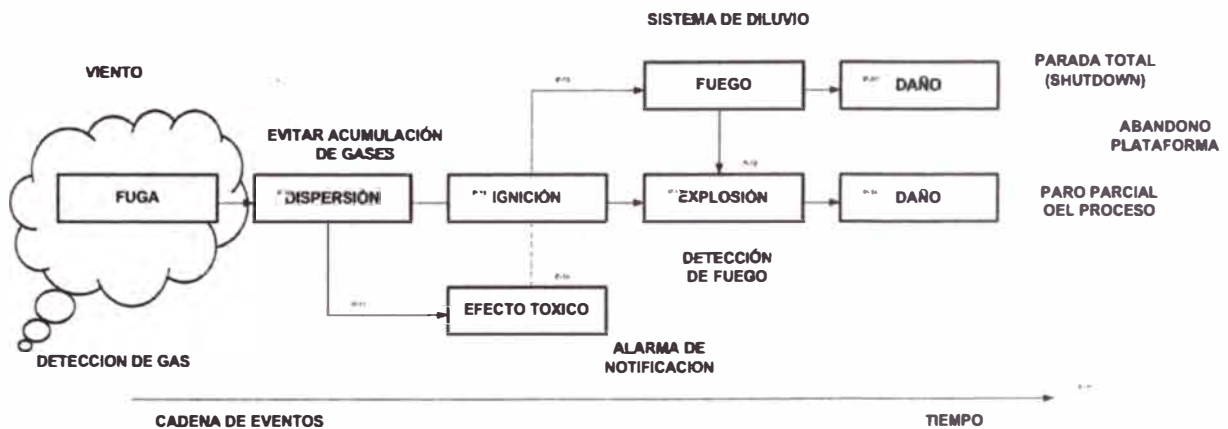 SISTEMA DE DILUVIO
VIENTO
PARADA TOTAL
(SHUTDOWN)
FUEGO
DAÑO
ABANDONO
PLATAFORMA
EVITAR ACUMULACIÓN
DE GASES
FUGA
DISPERSIÓN
IGNICIÓN
EXPLOSIÓN
DAÑO
PARO PARCIAL
OEL PROCESO
DETECCIÓN
DE FUEGO
EFECTO TOXICO
ALARMA DE
NOTIFICACION
DETECCION DE GAS
CADENA DE EVENTOS
TIEMPO